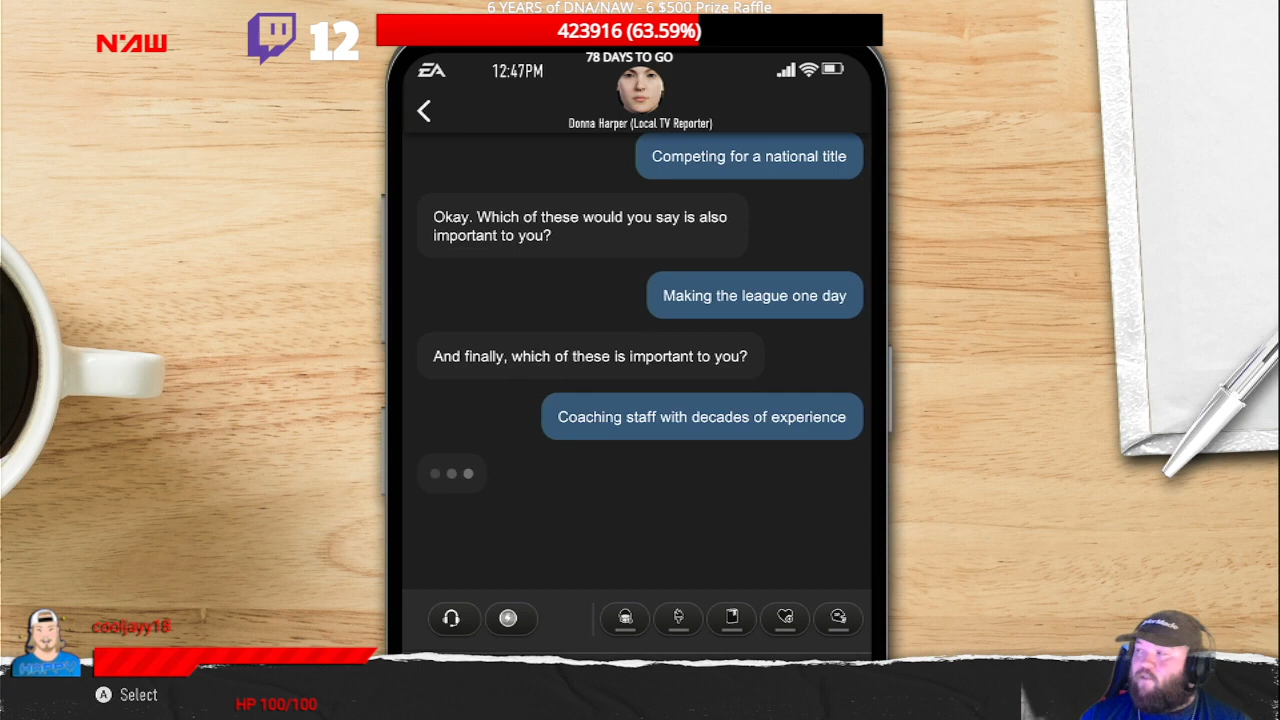 6 YEARS of DNA/NAW - 6 $500 Prize Raffle
NAW
12
423916 (63.59%)
78 DAYS TO GO
EA
12:47PM
Donna Harper (Local TV Reporter)
Competing for a national title
Okay. Which of these would you say is also
important to you?
Making the league one day
And finally, which of these is important to you?
Coaching staff with decades of experience
cooljayy18
HAPPY
A Select
HP 100/100